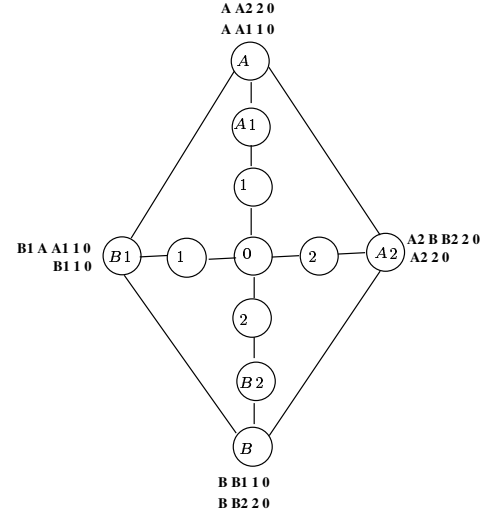 A A2 2 0
A A1 1 0
A
A1
1
B1 A A1 1 0
B1 1 0
B1
1
0
2
A2
A2 B B2 2 0
A2 2 0
2
B2
B
B B1 1 0
B B2 2 0